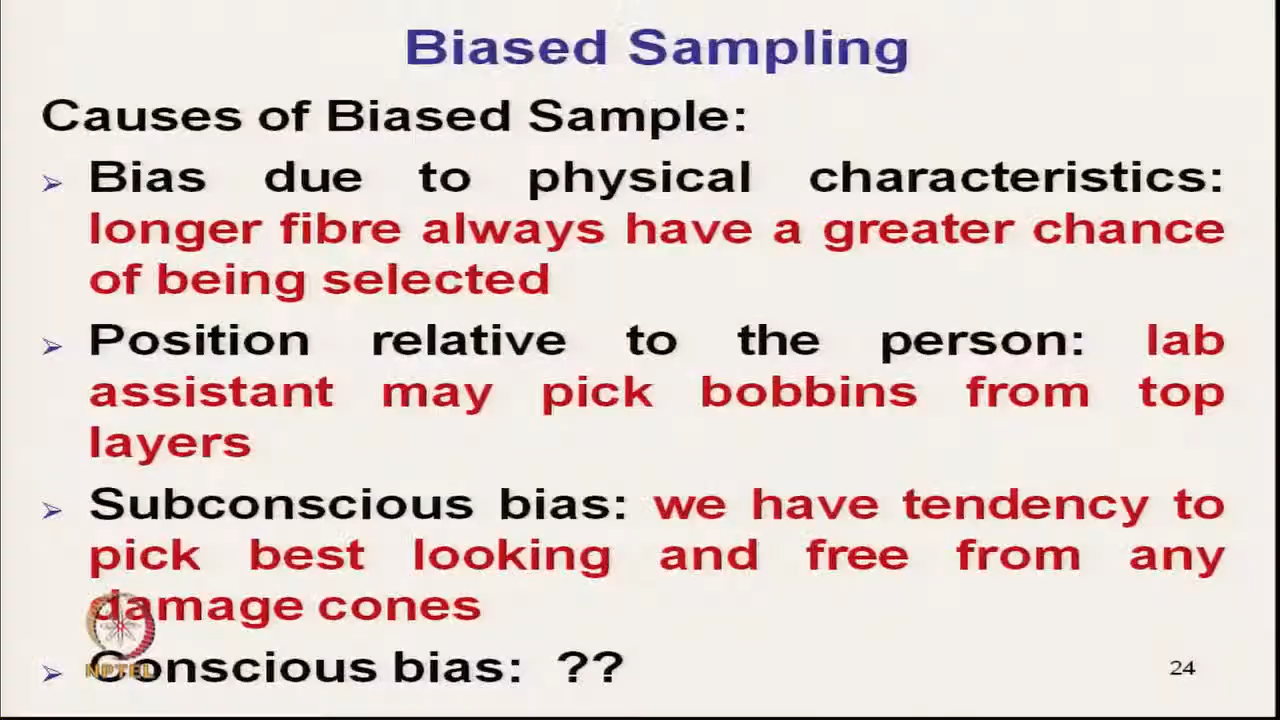 Biased Sampling
Causes of Biased Sample:
➢ Bias due to physical characteristics:
longer fibre always have a greater chance
of being selected
➢ Position relative to the person: lab
assistant may pick bobbins from top
layers
➢ Subconscious bias: we have tendency to
pick best looking and free from any
damage cones
➢ Conscious bias: ??
NPTEL
24